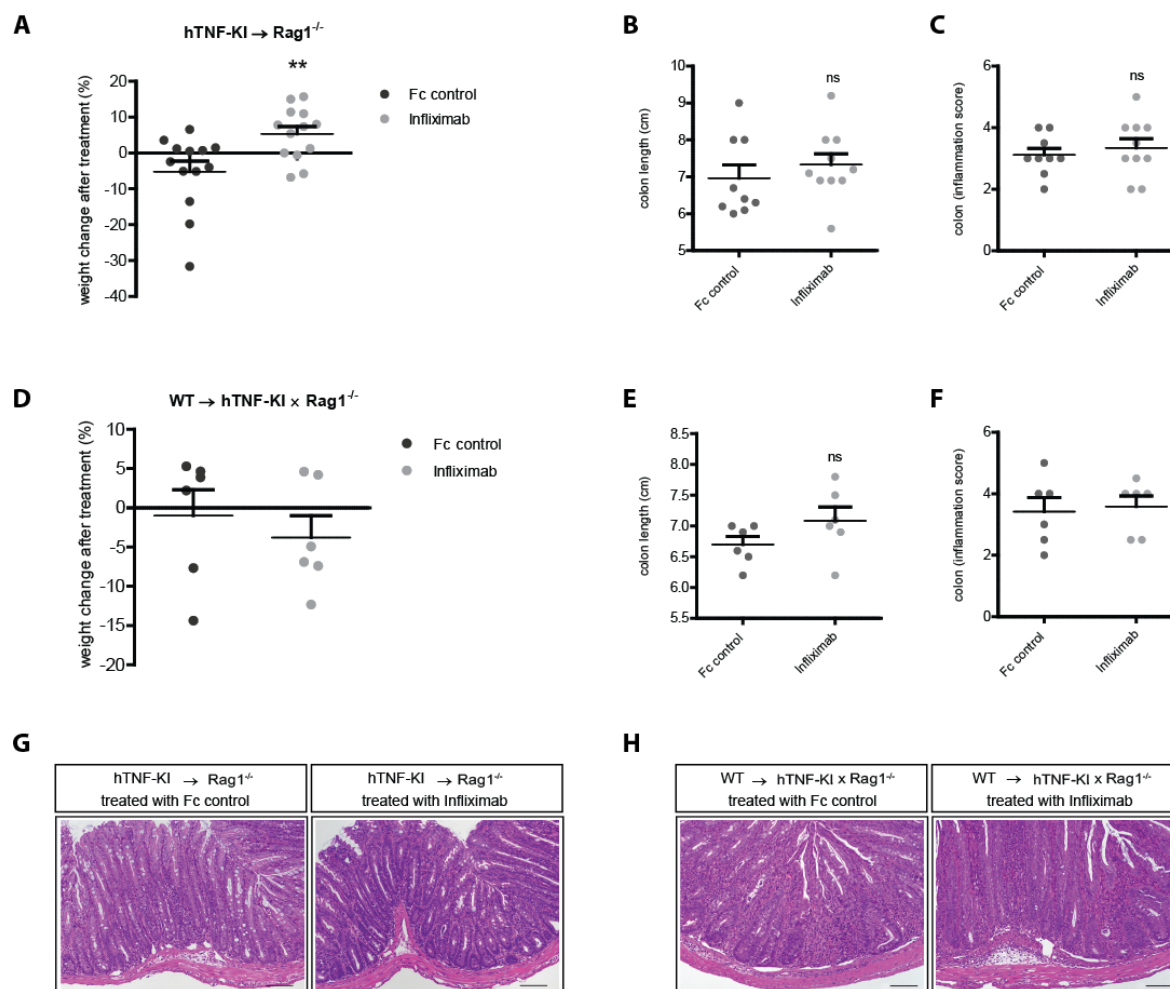 A
hTNF-KI → Rag1-/-
**
weight change after treatment (%)
20
10
0
-10
-20
-30
-40
Fc control
Infliximab
B
ns
colon length (cm)
10
9
8
7
6
5
Fc control
Infliximab
C
ns
colon (inflammation score)
6
4
2
0
Fc control
Infliximab
D
WT → hTNF-KI × Rag1-/-
weight change after treatment (%)
10
5
0
-5
-10
-15
-20
Fc control
Infliximab
E
ns
colon length (cm)
8.5
8.0
7.5
7.0
6.5
6.0
5.5
Fc control
Infliximab
F
colon (inflammation score)
6
4
2
0
Fc control
Infliximab
G
hTNF-KI → Rag1-/-
treated with Fc control
hTNF-KI → Rag1-/-
treated with Infliximab
H
WT → hTNF-KI x Rag1-/-
treated with Fc control
WT → hTNF-KI x Rag1-/-
treated with Infliximab